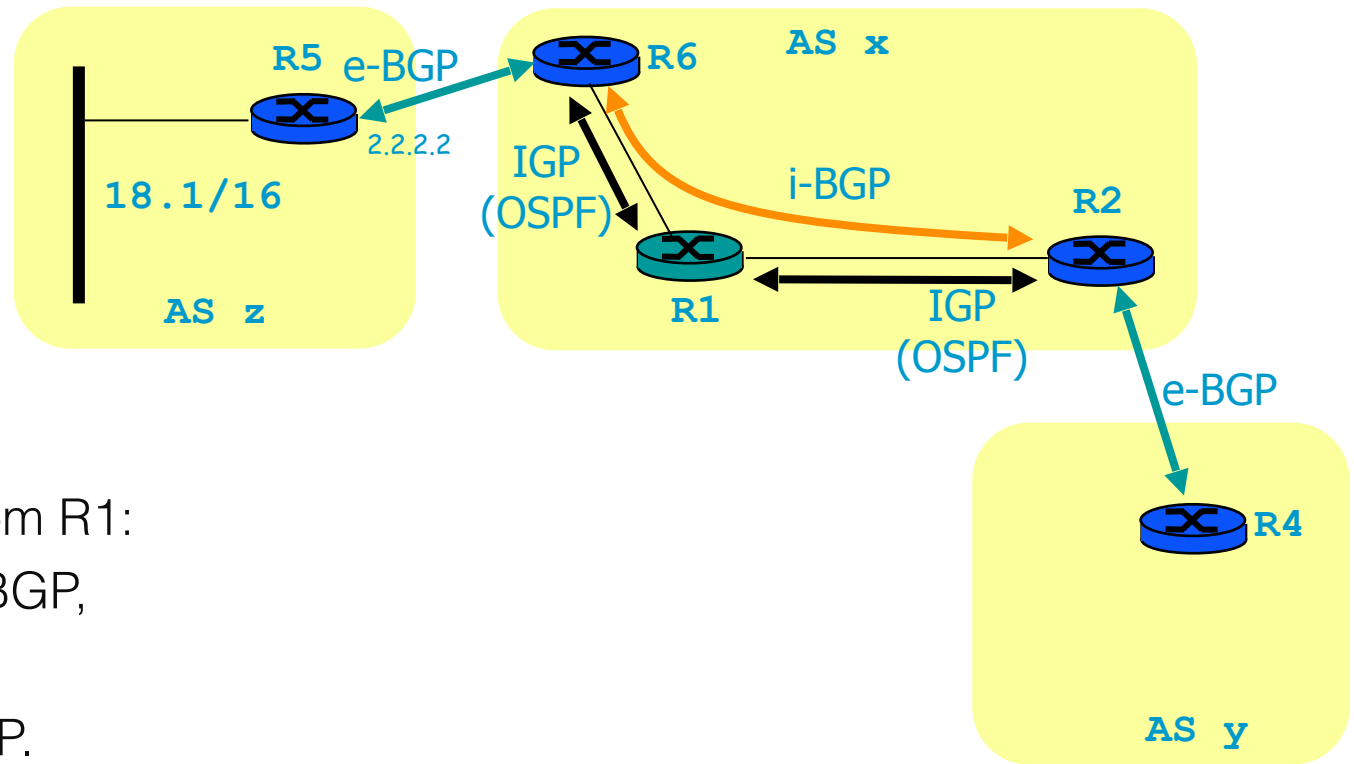 AS x
R5
e-BGP
R6
2.2.2.2
IGP
(OSPF)
i-BGP
18.1/16
R2
AS z
R1
IGP
(OSPF)
e-BGP
R1:
BGP,
R4
AS y